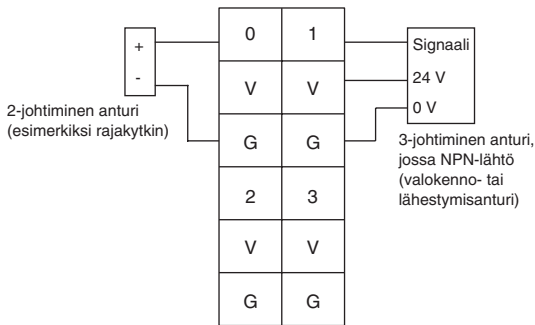 +
-
2-johtiminen anturi
(esimerkiksi rajakytkin)
0 1
V V
G G
2 3
V V
G G
Signaali
24 V
0 V
3-johtiminen anturi,
jossa NPN-lähtö
(valokenno- tai
lähestymisanturi)